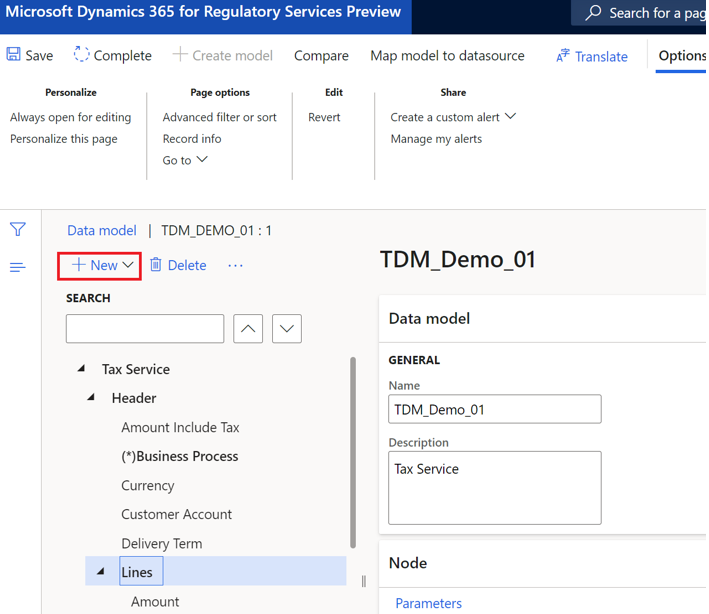 Microsoft Dynamics 365 for Regulatory Services Preview
Search for a pag
Save Complete Create model Compare Map model to datasource Translate Options
Personalize Page options Edit Share
Always open for editing Advanced filter or sort Revert Create a custom alert
Personalize this page Record info Manage my alerts
Go to
Data model | TDM_DEMO_01 : 1
+ New Delete ...
TDM_Demo_01
SEARCH
Data model
GENERAL
Name
TDM_Demo_01
Description
Tax Service
Tax Service
Header
Amount Include Tax
(*)Business Process
Currency
Customer Account
Delivery Term
Lines
Amount
Node
Parameters